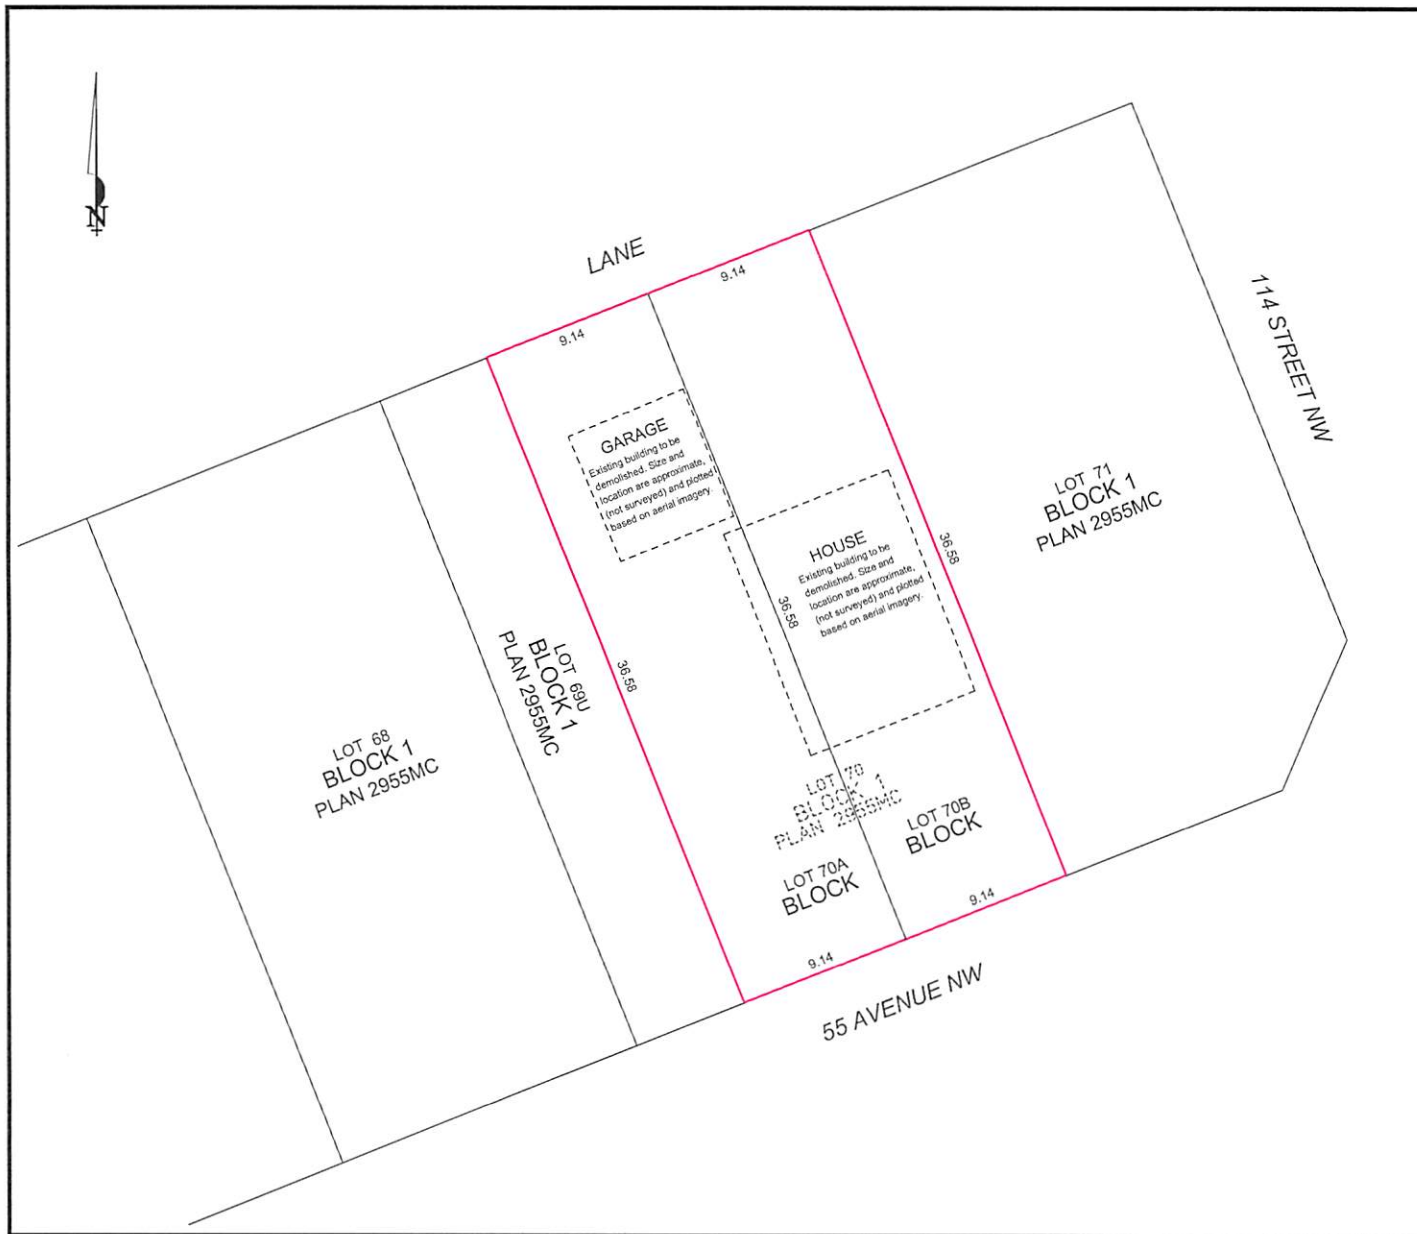 N
LANE
9.14
9.14
114 STREET NW
GARAGE
Existing building to be
demolished. Size and
location are approximate,
(not surveyed) and plotted
based on aerial imagery.
HOUSE
Existing building to be
demolished. Size and
location are approximate,
(not surveyed) and plotted
based on aerial imagery.
LOT 71
BLOCK 1
PLAN 2955MC
36.58
36.58
36.58
LOT 69U
BLOCK 1
PLAN 2955MC
LOT 68
BLOCK 1
PLAN 2955MC
LOT 70
BLOCK 1
PLAN 2955MC
LOT 70B
BLOCK
LOT 70A
BLOCK
9.14
9.14
55 AVENUE NW